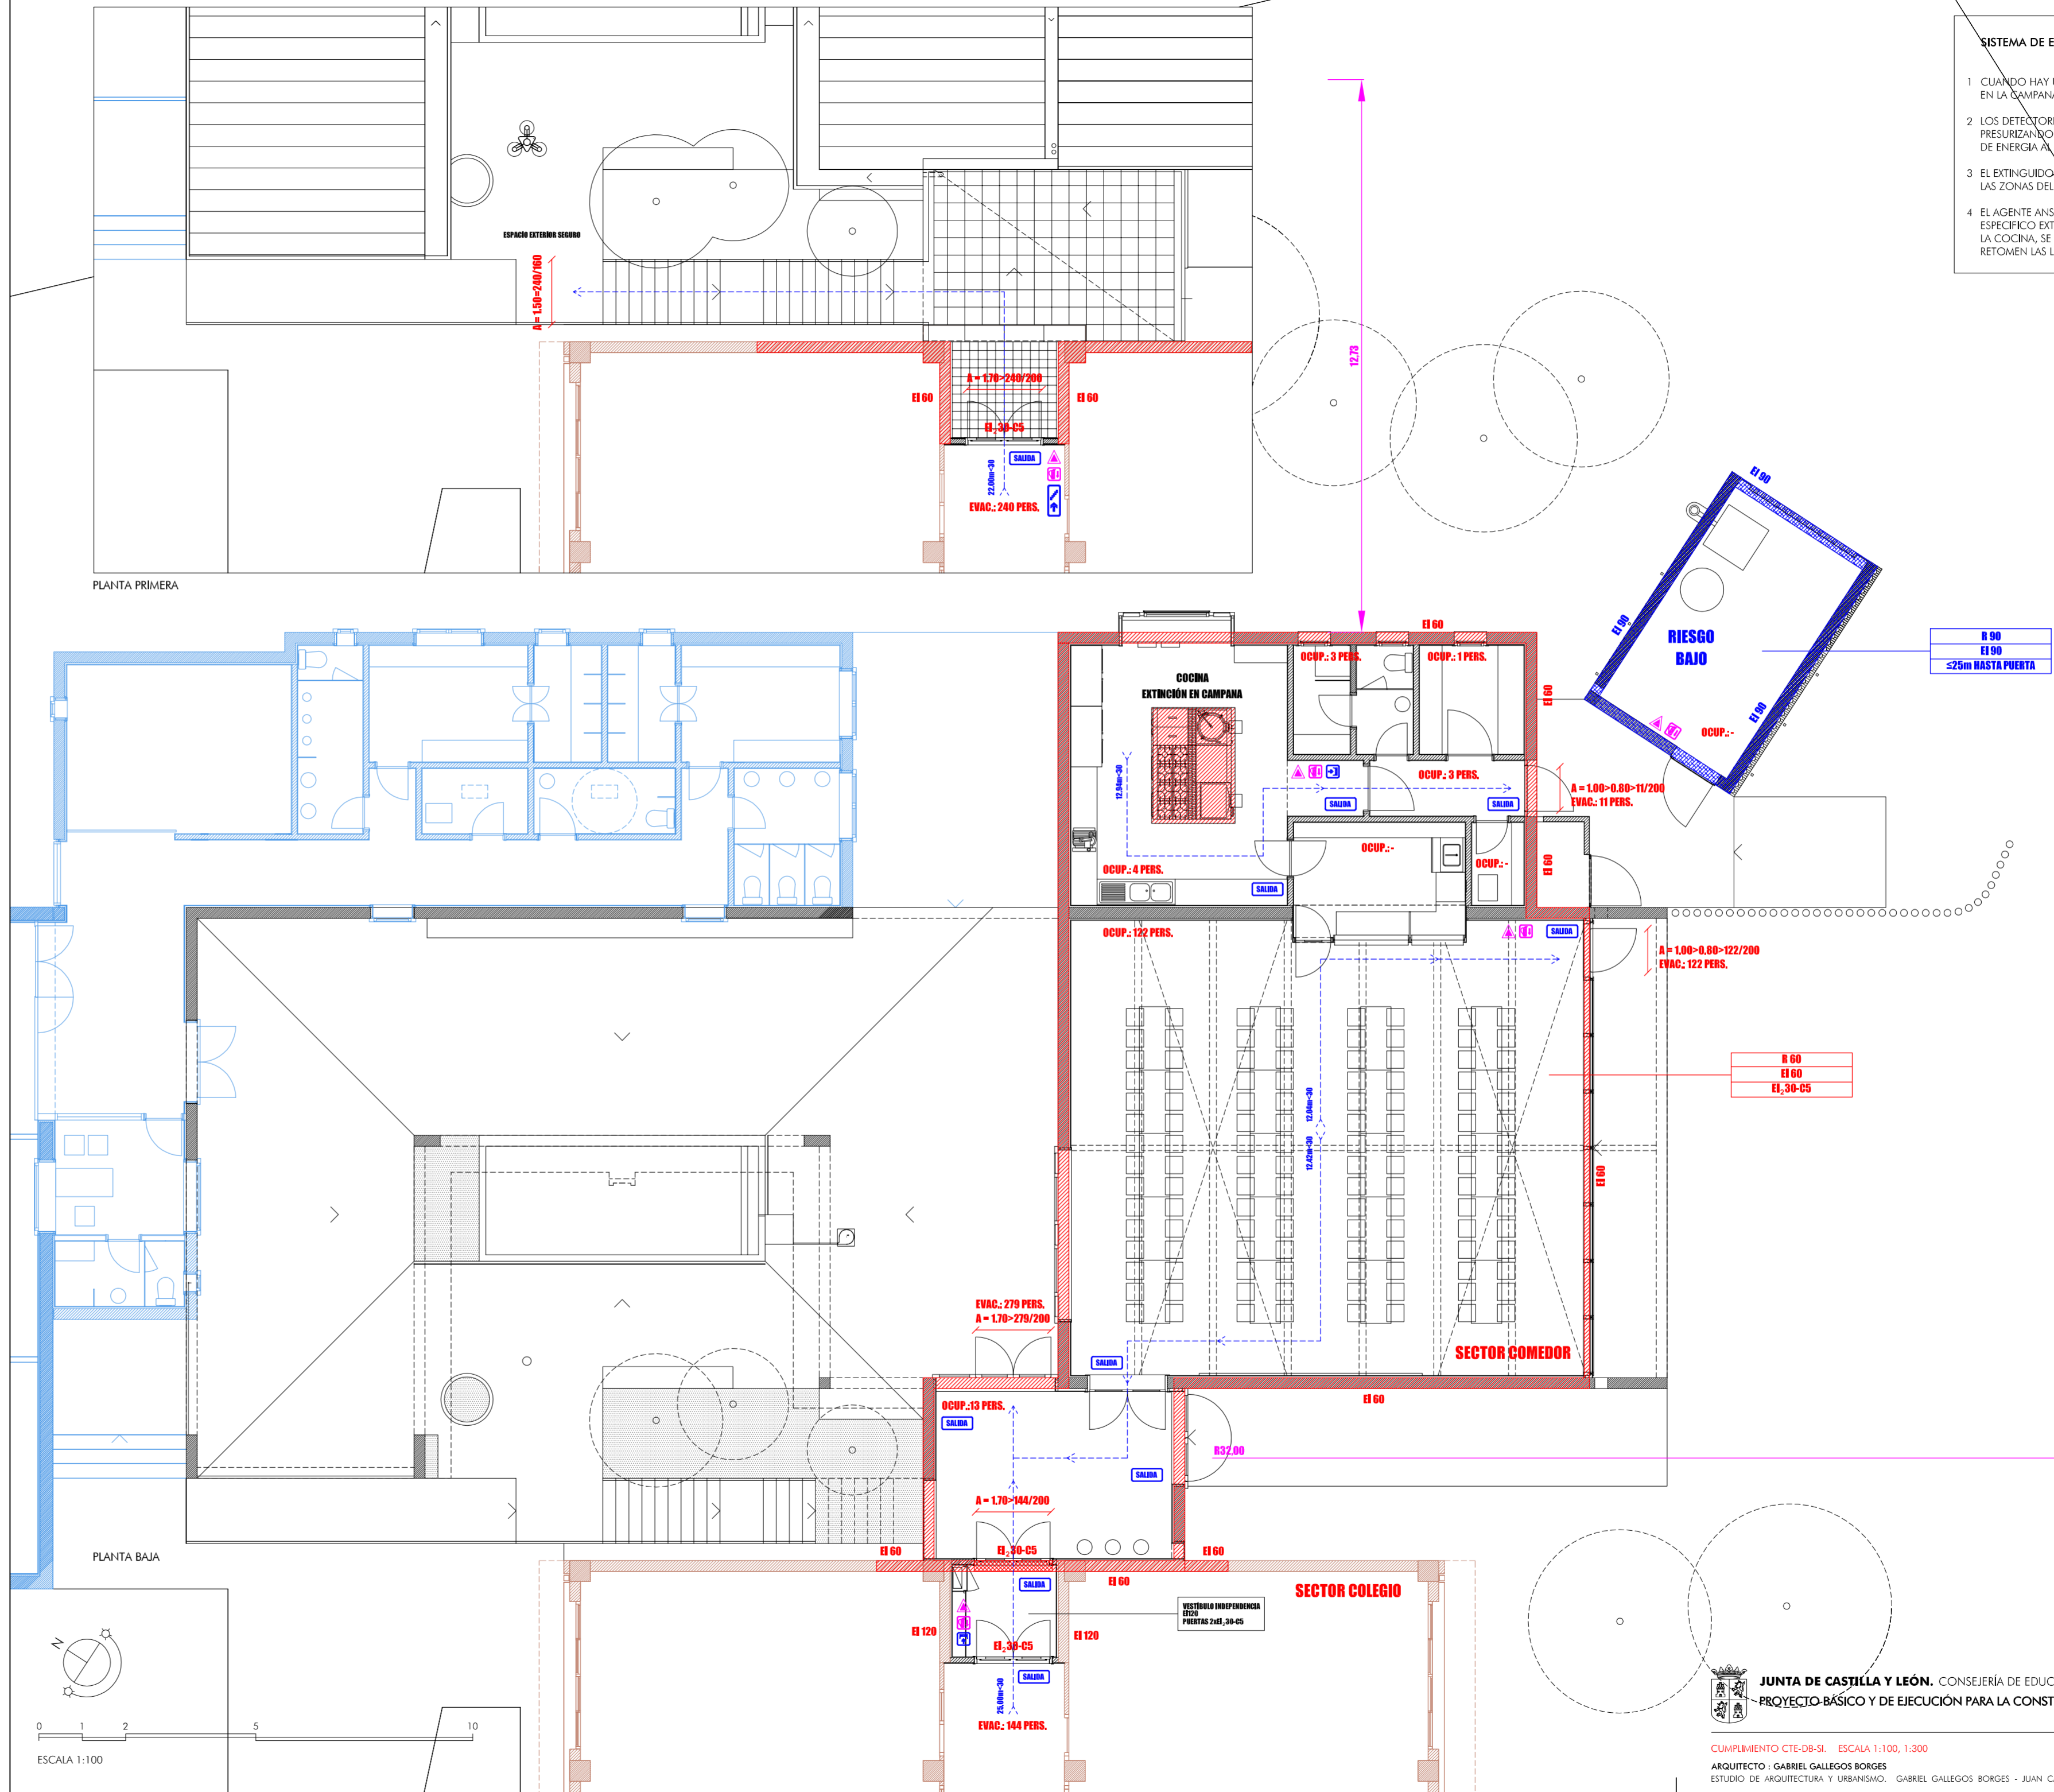 SISTEMA DE E
1 CUANDO HAY
EN LA CAMPANA
2 LOS DETECTOR
PRESURIZANDO
DE ENERGIA AL
3 EL EXTINGUIDO
LAS ZONAS DEL
4 EL AGENTE ANS
ESPECIFICO EXT
LA COCINA, SE
RETOMEN LAS L
ESPACIO EXTERIOR SEGURO
A = 1.50=240/160
12,73
A = 1.70>240/200
EI 60
EI 60
EI₂30-C5
SALIDA
22.00m<30
EVAC.: 240 PERS.
PLANTA PRIMERA
EI 90
EI 90
RIESGO
BAJO
EI 90
OCUP.:-
R 90
EI 90
≤25m HASTA PUERTA
EI 60
COCINA
EXTINCIÓN EN CAMPANA
OCUP.: 3 PERS.
OCUP.: 1 PERS.
EI 60
12.94m<30
OCUP.: 3 PERS.
SALIDA
SALIDA
A = 1.00>0.80>11/200
EVAC.: 11 PERS.
OCUP.: 4 PERS.
SALIDA
OCUP.:-
OCUP.:-
EI 60
OCUP.: 122 PERS.
SALIDA
A = 1.00>0.80>122/200
EVAC.: 122 PERS.
12.04m<30
12.42m<30
R 60
EI 60
EI₂30-C5
EI 60
EVAC.: 279 PERS.
A = 1.70>279/200
SECTOR COMEDOR
SALIDA
EI 60
OCUP.:13 PERS.
SALIDA
R32.00
SALIDA
A = 1.70>144/200
PLANTA BAJA
EI 60
EI₂30-C5
EI 60
EI 60
SALIDA
SECTOR COLEGIO
VESTÍBULO INDEPENDENCIA
EI120
PUERTAS 2xEI₂30-C5
EI 120
EI 120
EI₂30-C5
SALIDA
25.00m<30
EVAC.: 144 PERS.
N
0 1 2 5 10
ESCALA 1:100
JUNTA DE CASTILLA Y LEÓN. CONSEJERÍA DE EDUC
PROYECTO BÁSICO Y DE EJECUCIÓN PARA LA CONST
CUMPLIMIENTO CTE-DB-SI. ESCALA 1:100, 1:300
ARQUITECTO : GABRIEL GALLEGOS BORGES
ESTUDIO DE ARQUITECTURA Y URBANISMO. GABRIEL GALLEGOS BORGES - JUAN C